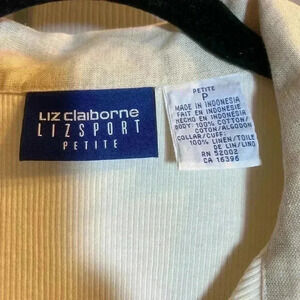 LIZ claiborne
LIZSPORT
PETITE
PETITE
P
MADE IN INDONESIA
FAIT EN INDONESIE
HECHO EN INDONESIA
BODY: 100% COTTON/
COTON/ALGODON
COLLAR/CUFF:
100% LINEN/TOILE
DE LIN/LINO
RN 52002
CA 16396